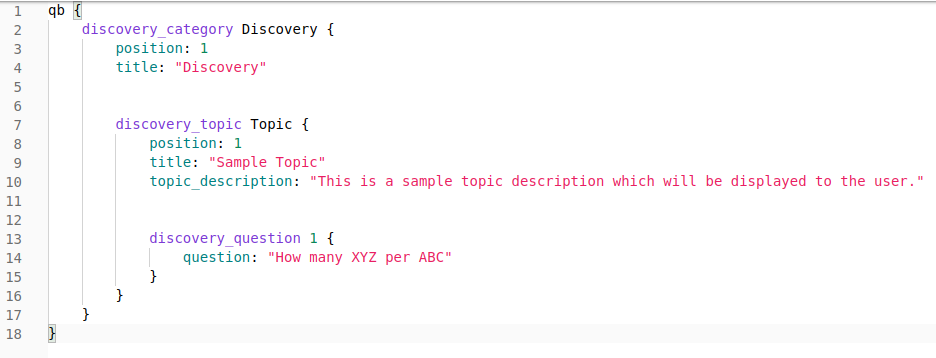 1 qb {
2     discovery_category Discovery {
3         position: 1
4         title: "Discovery"
5
6
7         discovery_topic Topic {
8             position: 1
9             title: "Sample Topic"
10             topic_description: "This is a sample topic description which will be displayed to the user."
11
12
13             discovery_question 1 {
14                 question: "How many XYZ per ABC"
15             }
16         }
17     }
18 }